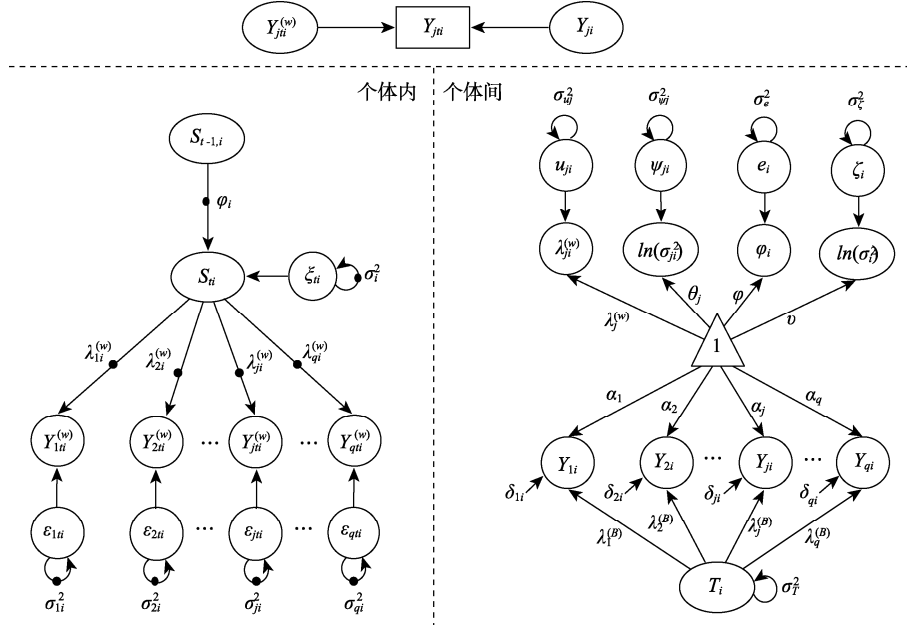 Y_{jti}^{(w)} Y_{jti} Y_{ji}
个体内 个体间
σ_{uj}^2 σ_{ψj}^2 σ_e^2 σ_ζ^2
S_{t-1,i} u_{ji} ψ_{ji} e_i ζ_i
φ_i
S_{ti} ξ_{ti} σ_i^2 λ_{ji}^{(w)} ln(σ_{ji}^2) φ_i ln(σ_i^2)
λ_j^{(w)} θ_j φ υ
1
λ_{1i}^{(w)} λ_{2i}^{(w)} λ_{ji}^{(w)} λ_{qi}^{(w)}
α_1 α_2 α_j α_q
Y_{1ti}^{(w)} Y_{2ti}^{(w)} … Y_{jti}^{(w)} … Y_{qti}^{(w)}
Y_{1i} Y_{2i} … Y_{ji} … Y_{qi}
δ_{1i} δ_{2i} δ_{ji} δ_{qi}
ε_{1ti} ε_{2ti} … ε_{jti} … ε_{qti}
λ_1^{(B)} λ_2^{(B)} λ_j^{(B)} λ_q^{(B)}
σ_{1i}^2 σ_{2i}^2 σ_{ji}^2 σ_{qi}^2
T_i σ_T^2